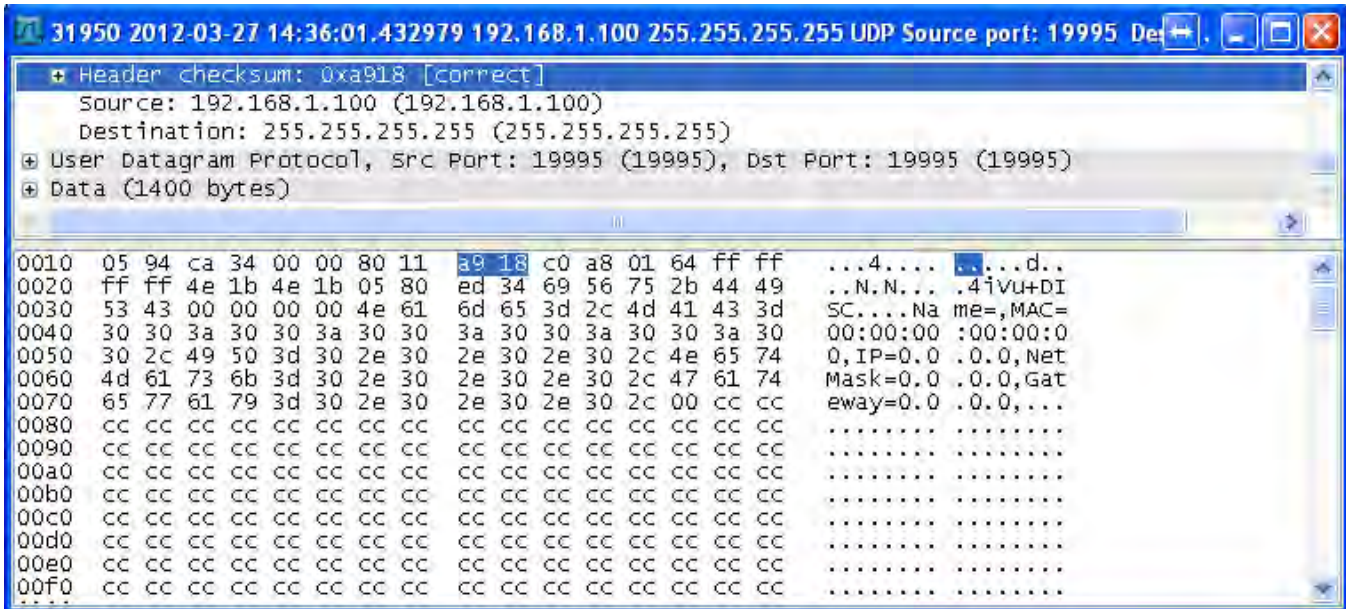 31950 2012-03-27 14:36:01.432979 192.168.1.100 255.255.255.255 UDP Source port: 19995 Des
Header checksum: 0xa918 [correct]
Source: 192.168.1.100 (192.168.1.100)
Destination: 255.255.255.255 (255.255.255.255)
User Datagram Protocol, Src Port: 19995 (19995), Dst Port: 19995 (19995)
Data (1400 bytes)
0010 05 94 ca 34 00 00 80 11 a9 18 c0 a8 01 64 ff ff ...4.... .....d..
0020 ff ff 4e 1b 4e 1b 05 80 ed 34 69 56 75 2b 44 49 ..N.N... .4iVu+DI
0030 53 43 00 00 00 00 4e 61 6d 65 3d 2c 4d 41 43 3d SC....Na me=,MAC=
0040 30 30 3a 30 30 3a 30 30 3a 30 30 3a 30 30 3a 30 00:00:00 :00:00:0
0050 30 2c 49 50 3d 30 2e 30 2e 30 2e 30 2c 4e 65 74 0,IP=0.0 .0.0,Net
0060 4d 61 73 6b 3d 30 2e 30 2e 30 2e 30 2c 47 61 74 Mask=0.0 .0.0,Gat
0070 65 77 61 79 3d 30 2e 30 2e 30 2e 30 2c 00 cc cc eway=0.0 .0.0,...
0080 cc cc cc cc cc cc cc cc cc cc cc cc cc cc cc cc ........ ........
0090 cc cc cc cc cc cc cc cc cc cc cc cc cc cc cc cc ........ ........
00a0 cc cc cc cc cc cc cc cc cc cc cc cc cc cc cc cc ........ ........
00b0 cc cc cc cc cc cc cc cc cc cc cc cc cc cc cc cc ........ ........
00c0 cc cc cc cc cc cc cc cc cc cc cc cc cc cc cc cc ........ ........
00d0 cc cc cc cc cc cc cc cc cc cc cc cc cc cc cc cc ........ ........
00e0 cc cc cc cc cc cc cc cc cc cc cc cc cc cc cc cc ........ ........
00f0 cc cc cc cc cc cc cc cc cc cc cc cc cc cc cc cc ........ ........